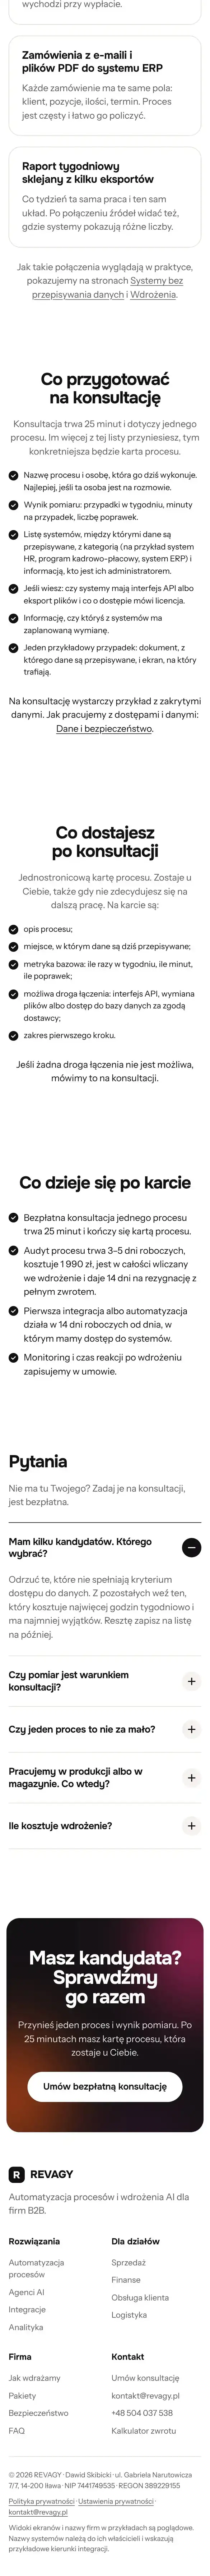 wychodzi przy wypłacie.
Zamówienia z e-maili i
plików PDF do systemu ERP
Każde zamówienie ma te same pola:
klient, pozycje, ilości, termin. Proces
jest częsty i łatwo go policzyć.
Raport tygodniowy
sklejany z kilku eksportów
Co tydzień ta sama praca i ten sam
układ. Po połączeniu źródeł widać też,
gdzie systemy pokazują różne liczby.
Jak takie połączenia wyglądają w praktyce,
pokazujemy na stronach Systemy bez
przepisywania danych i Wdrożenia.
Co przygotować
na konsultację
Konsultacja trwa 25 minut i dotyczy jednego
procesu. Im więcej z tej listy przyniesiesz, tym
konkretniejsza będzie karta procesu.
Nazwę procesu i osobę, która go dziś wykonuje.
Najlepiej, jeśli ta osoba jest na rozmowie.
Wynik pomiaru: przypadki w tygodniu, minuty
na przypadek, liczbę poprawek.
Listę systemów, między którymi dane są
przepisywane, z kategorią (na przykład system
HR, program kadrowo-płacowy, system ERP) i
informacją, kto jest ich administratorem.
Jeśli wiesz: czy systemy mają interfejs API albo
eksport plików i co o dostępie mówi licencja.
Informację, czy któryś z systemów ma
zaplanowaną wymianę.
Jeden przykładowy przypadek: dokument, z
którego dane są przepisywane, i ekran, na który
trafiają.
Na konsultację wystarczy przykład z zakrytymi
danymi. Jak pracujemy z dostępami i danymi:
Dane i bezpieczeństwo.
Co dostajesz
po konsultacji
Jednostronicową kartę procesu. Zostaje u
Ciebie, także gdy nie zdecydujesz się na
dalszą pracę. Na karcie są:
opis procesu;
miejsce, w którym dane są dziś przepisywane;
metryka bazowa: ile razy w tygodniu, ile minut,
ile poprawek;
możliwa droga łączenia: interfejs API, wymiana
plików albo dostęp do bazy danych za zgodą
dostawcy;
zakres pierwszego kroku.
Jeśli żadna droga łączenia nie jest możliwa,
mówimy to na konsultacji.
Co dzieje się po karcie
Bezpłatna konsultacja jednego procesu
trwa 25 minut i kończy się kartą procesu.
Audyt procesu trwa 3–5 dni roboczych,
kosztuje 1 990 zł, jest w całości wliczany
we wdrożenie i daje 14 dni na rezygnację z
pełnym zwrotem.
Pierwsza integracja albo automatyzacja
działa w 14 dni roboczych od dnia, w
którym mamy dostęp do systemów.
Monitoring i czas reakcji po wdrożeniu
zapisujemy w umowie.
Pytania
Nie ma tu Twojego? Zadaj je na konsultacji,
jest bezpłatna.
Mam kilku kandydatów. Którego
wybrać?
Odrzuć te, które nie spełniają kryterium
dostępu do danych. Z pozostałych weź ten,
który kosztuje najwięcej godzin tygodniowo i
ma najmniej wyjątków. Resztę zapisz na listę
na później.
Czy pomiar jest warunkiem
konsultacji?
Czy jeden proces to nie za mało?
Pracujemy w produkcji albo w
magazynie. Co wtedy?
Ile kosztuje wdrożenie?
Masz kandydata?
Sprawdźmy
go razem
Przynieś jeden proces i wynik pomiaru. Po
25 minutach masz kartę procesu, która
zostaje u Ciebie.
Umów bezpłatną konsultację
R REVAGY
Automatyzacja procesów i wdrożenia AI dla
firm B2B.
Rozwiązania
Automatyzacja
procesów
Agenci AI
Integracje
Analityka
Dla działów
Sprzedaż
Finanse
Obsługa klienta
Logistyka
Firma
Jak wdrażamy
Pakiety
Bezpieczeństwo
FAQ
Kontakt
Umów konsultację
kontakt@revagy.pl
+48 504 037 538
Kalkulator zwrotu
© 2026 REVAGY · Dawid Skibicki · ul. Gabriela Narutowicza
7/7, 14-200 Iława · NIP 7441749535 · REGON 389229155
Polityka prywatności · Ustawienia prywatności ·
kontakt@revagy.pl
Widoki ekranów i nazwy firm w przykładach są poglądowe.
Nazwy systemów należą do ich właścicieli i wskazują
przykładowe kierunki integracji.